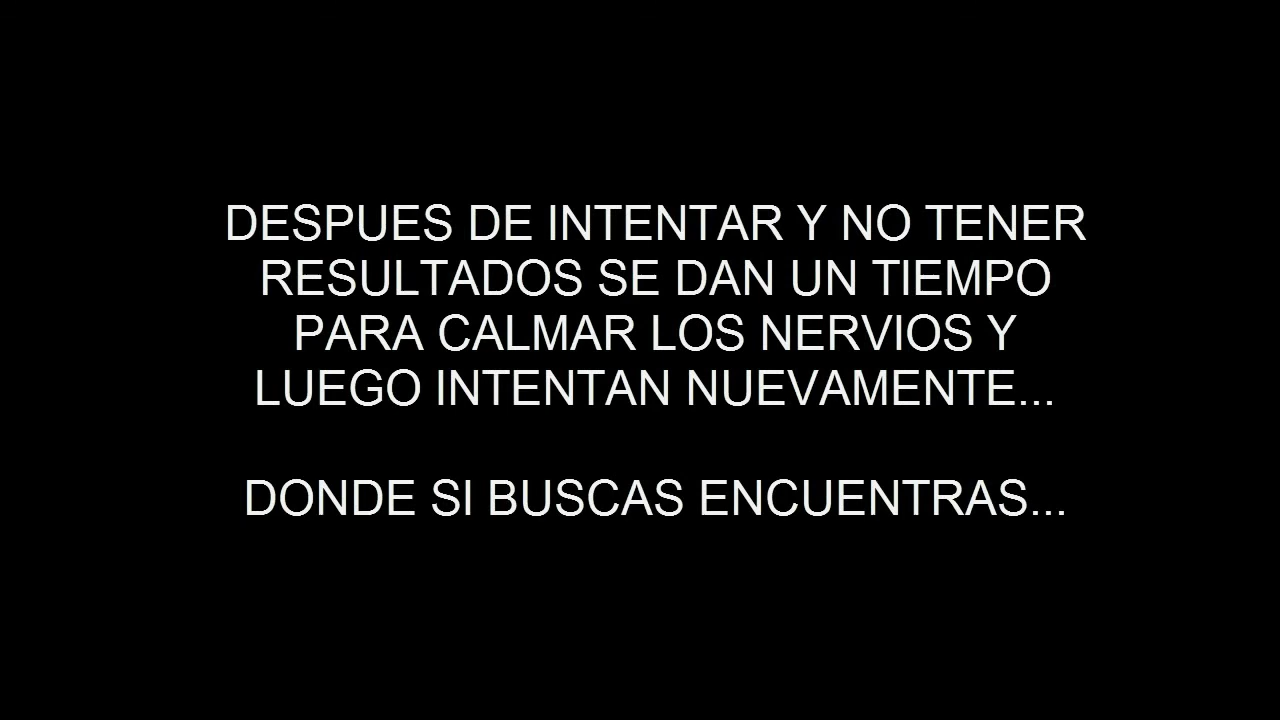 DESPUES DE INTENTAR Y NO TENER
RESULTADOS SE DAN UN TIEMPO
PARA CALMAR LOS NERVIOS Y
LUEGO INTENTAN NUEVAMENTE...
DONDE SI BUSCAS ENCUENTRAS...